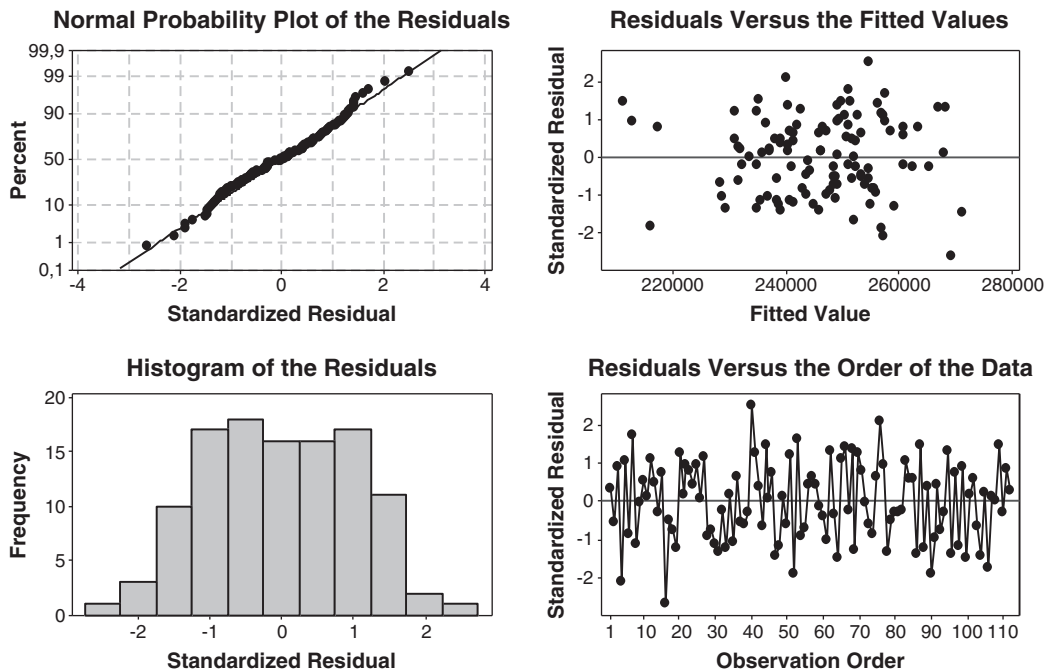 Normal Probability Plot of the Residuals
99,9
99
90
50
10
1
0,1
Percent
-4 -2 0 2 4
Standardized Residual
Residuals Versus the Fitted Values
2
1
0
-1
-2
Standardized Residual
220000 240000 260000 280000
Fitted Value
Histogram of the Residuals
20
15
10
5
0
Frequency
-2 -1 0 1 2
Standardized Residual
Residuals Versus the Order of the Data
2
1
0
-1
-2
Standardized Residual
1 10 20 30 40 50 60 70 80 90 100 110
Observation Order